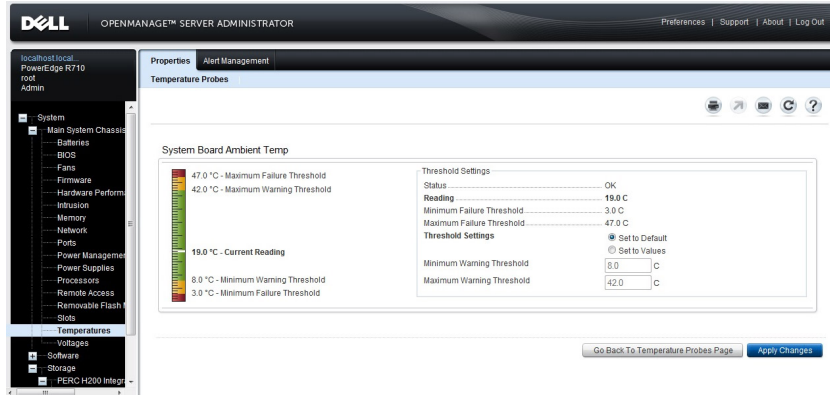 DELL
OPENMANAGE™ SERVER ADMINISTRATOR
Preferences | Support | About | Log Out
localhost.local...
PowerEdge R710
root
Admin
Properties
Alert Management
Temperature Probes
System
Main System Chassis
Batteries
BIOS
Fans
Firmware
Hardware Performa
Intrusion
Memory
Network
Ports
Power Managemen
Power Supplies
Processors
Remote Access
Removable Flash M
Slots
Temperatures
Voltages
Software
Storage
PERC H200 Integra
System Board Ambient Temp
47.0 °C - Maximum Failure Threshold
42.0 °C - Maximum Warning Threshold
19.0 °C - Current Reading
8.0 °C - Minimum Warning Threshold
3.0 °C - Minimum Failure Threshold
Threshold Settings
Status OK
Reading 19.0 C
Minimum Failure Threshold 3.0 C
Maximum Failure Threshold 47.0 C
Threshold Settings Set to Default
Set to Values
Minimum Warning Threshold 8.0 C
Maximum Warning Threshold 42.0 C
Go Back To Temperature Probes Page
Apply Changes